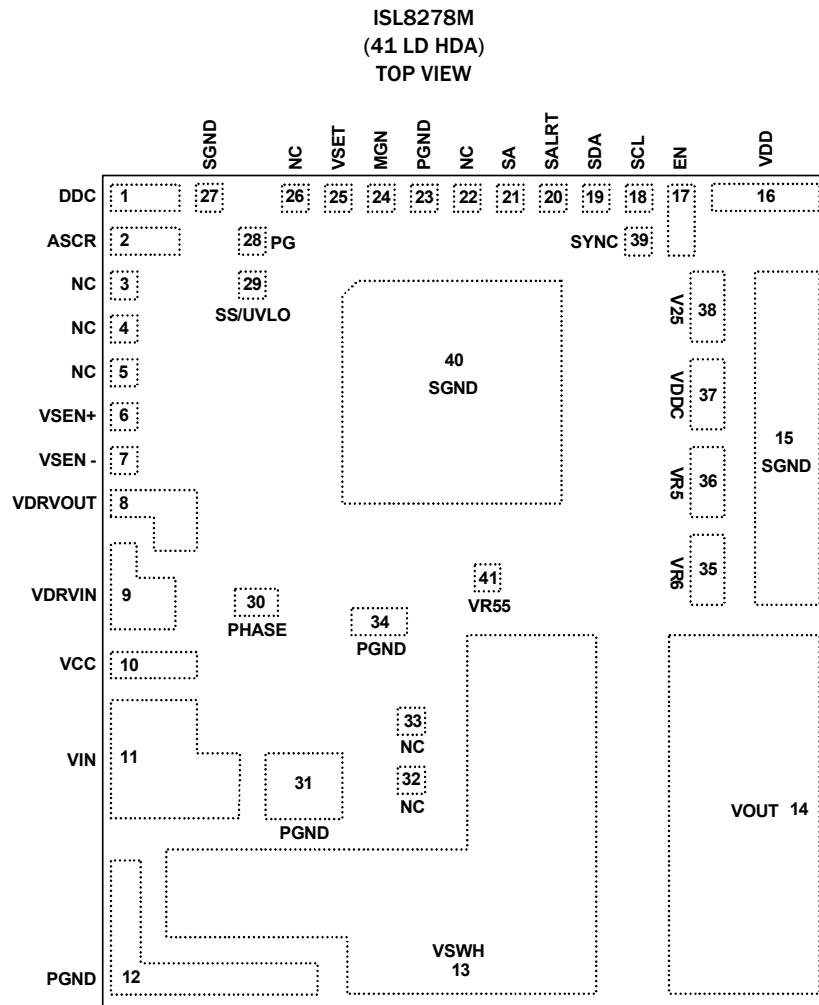 ISL8278M
(41 LD HDA)
TOP VIEW
SGND
NC
VSET
MGN
PGND
NC
SA
SALRT
SDA
SCL
EN
VDD
DDC 1 27 26 25 24 23 22 21 20 19 18 17 16
ASCR 2 28 PG SYNC 39
NC 3 29
SS/UVLO
V25 38
NC 4
40
SGND
NC 5
VDDC 37
VSEN+ 6
15
SGND
VSEN - 7
VR5 36
VDRVOUT 8
VR6 35
41
VR55
VDRVIN 9
30
PHASE
34
PGND
VCC 10
33
NC
VIN 11
31
PGND
32
NC
VOUT 14
VSWH
13
PGND 12